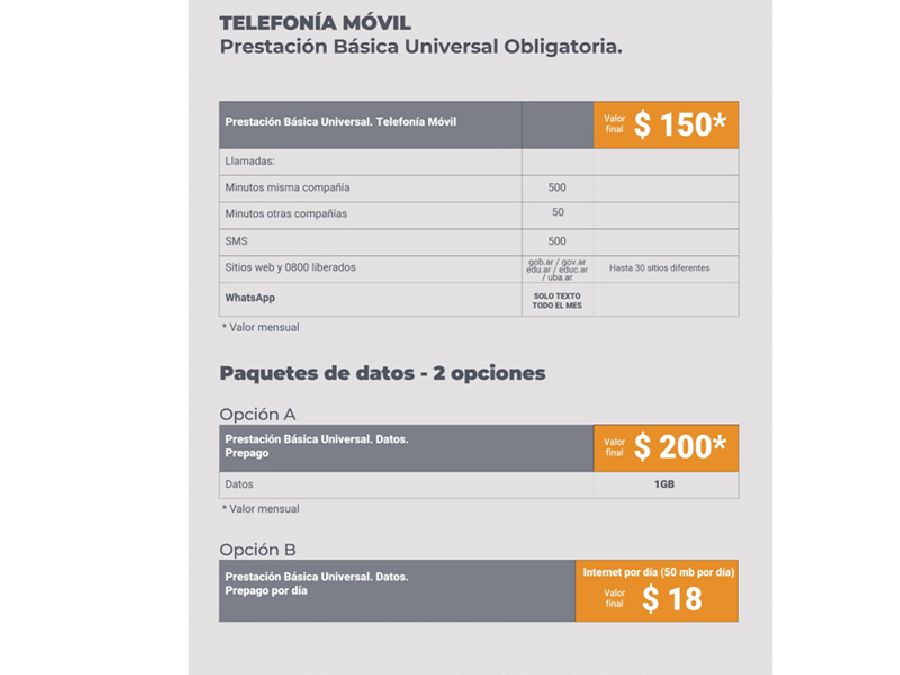 TELEFONÍA MÓVIL
Prestación Básica Universal Obligatoria.
Prestación Básica Universal. Telefonía Móvil
Valor
final
$ 150*
Llamadas:
Minutos misma compañía
500
Minutos otras compañías
50
SMS
500
Sitios web y 0800 liberados
gob.ar / gov.ar
edu.ar / educ.ar
/ uba.ar
Hasta 30 sitios diferentes
WhatsApp
SOLO TEXTO
TODO EL MES
* Valor mensual
Paquetes de datos - 2 opciones
Opción A
Prestación Básica Universal. Datos.
Prepago
Valor
final
$ 200*
Datos
1GB
* Valor mensual
Opción B
Prestación Básica Universal. Datos.
Prepago por día
Internet por día (50 mb por día)
Valor
final
$ 18